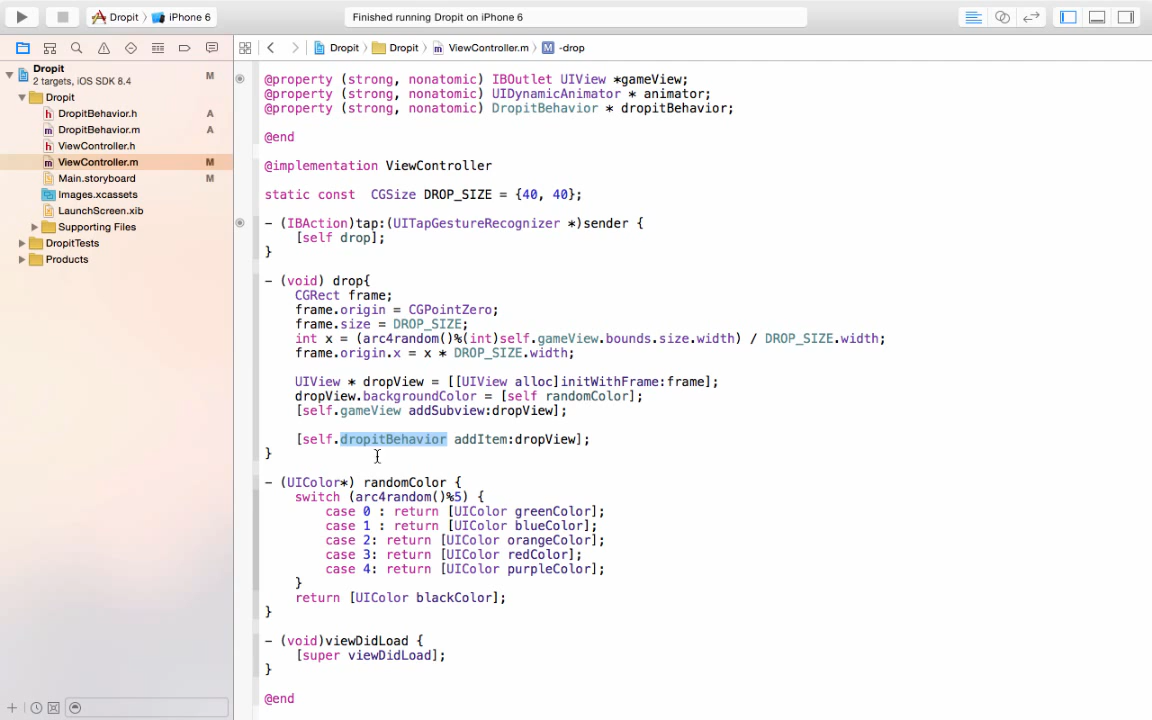 Dropit iPhone 6
Finished running Dropit on iPhone 6
Dropit Dropit ViewController.m M -drop
Dropit M
2 targets, iOS SDK 8.4
Dropit
h DropitBehavior.h A
m DropitBehavior.m A
h ViewController.h
m ViewController.m M
Main.storyboard M
Images.xcassets
LaunchScreen.xib
Supporting Files
DropitTests
Products
@property (strong, nonatomic) IBOutlet UIView *gameView;
@property (strong, nonatomic) UIDynamicAnimator * animator;
@property (strong, nonatomic) DropitBehavior * dropitBehavior;
@end
@implementation ViewController
static const  CGSize DROP_SIZE = {40, 40};
- (IBAction)tap:(UITapGestureRecognizer *)sender {
    [self drop];
}
- (void) drop{
    CGRect frame;
    frame.origin = CGPointZero;
    frame.size = DROP_SIZE;
    int x = (arc4random()%(int)self.gameView.bounds.size.width) / DROP_SIZE.width;
    frame.origin.x = x * DROP_SIZE.width;
    UIView * dropView = [[UIView alloc]initWithFrame:frame];
    dropView.backgroundColor = [self randomColor];
    [self.gameView addSubview:dropView];
    [self.dropitBehavior addItem:dropView];
}
- (UIColor*) randomColor {
    switch (arc4random()%5) {
        case 0 : return [UIColor greenColor];
        case 1 : return [UIColor blueColor];
        case 2: return [UIColor orangeColor];
        case 3: return [UIColor redColor];
        case 4: return [UIColor purpleColor];
    }
    return [UIColor blackColor];
}
- (void)viewDidLoad {
    [super viewDidLoad];
}
@end